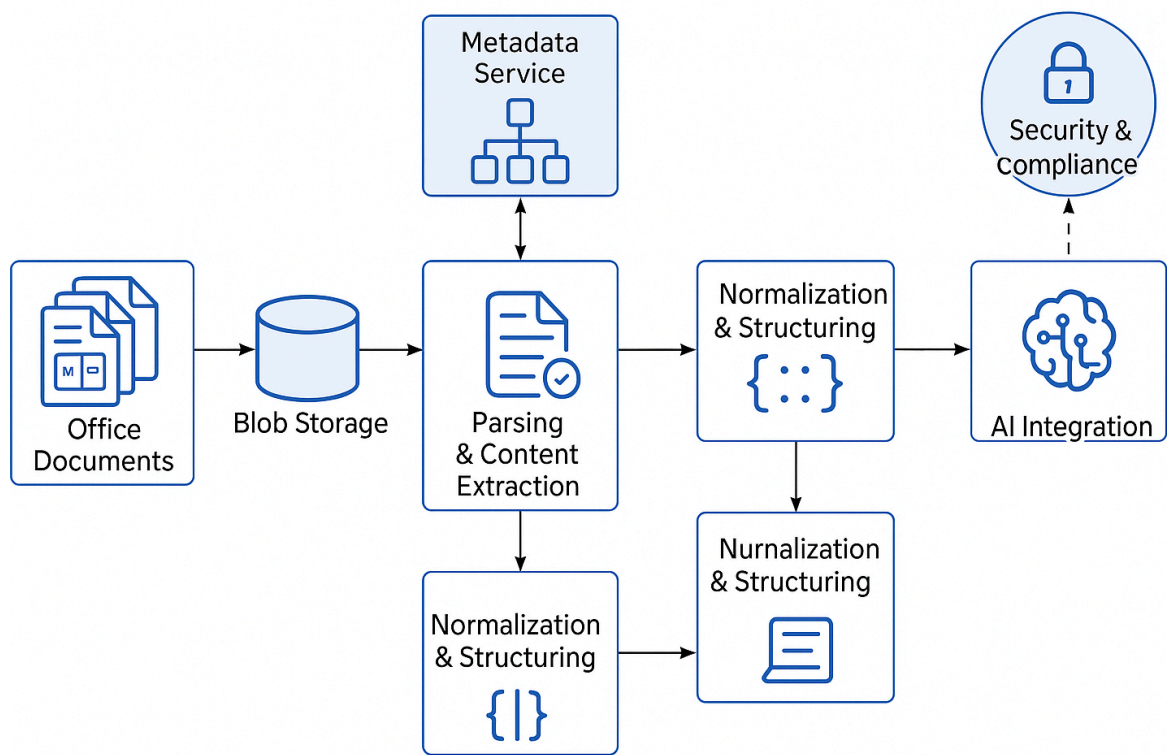 Metadata
Service
1
Security &
Compliance
M
Office
Documents
Blob Storage
Parsing
& Content
Extraction
Normalization
& Structuring
AI Integration
Normalization
& Structuring
Nurnalization
& Structuring